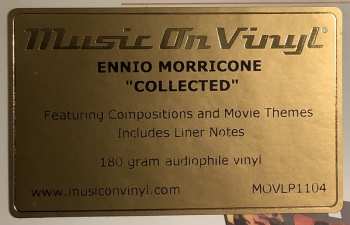 Music On Vinyl®
ENNIO MORRICONE
"COLLECTED"
Featuring Compositions and Movie Themes
Includes Liner Notes
180 gram audiophile vinyl
www.musiconvinyl.com MOVLP1104